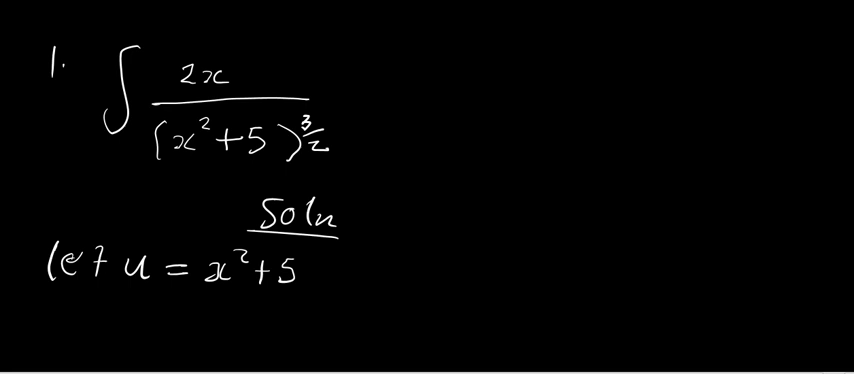 1. ∫ 2x / (x² + 5)^(3/2)
Soln
let u = x² + 5